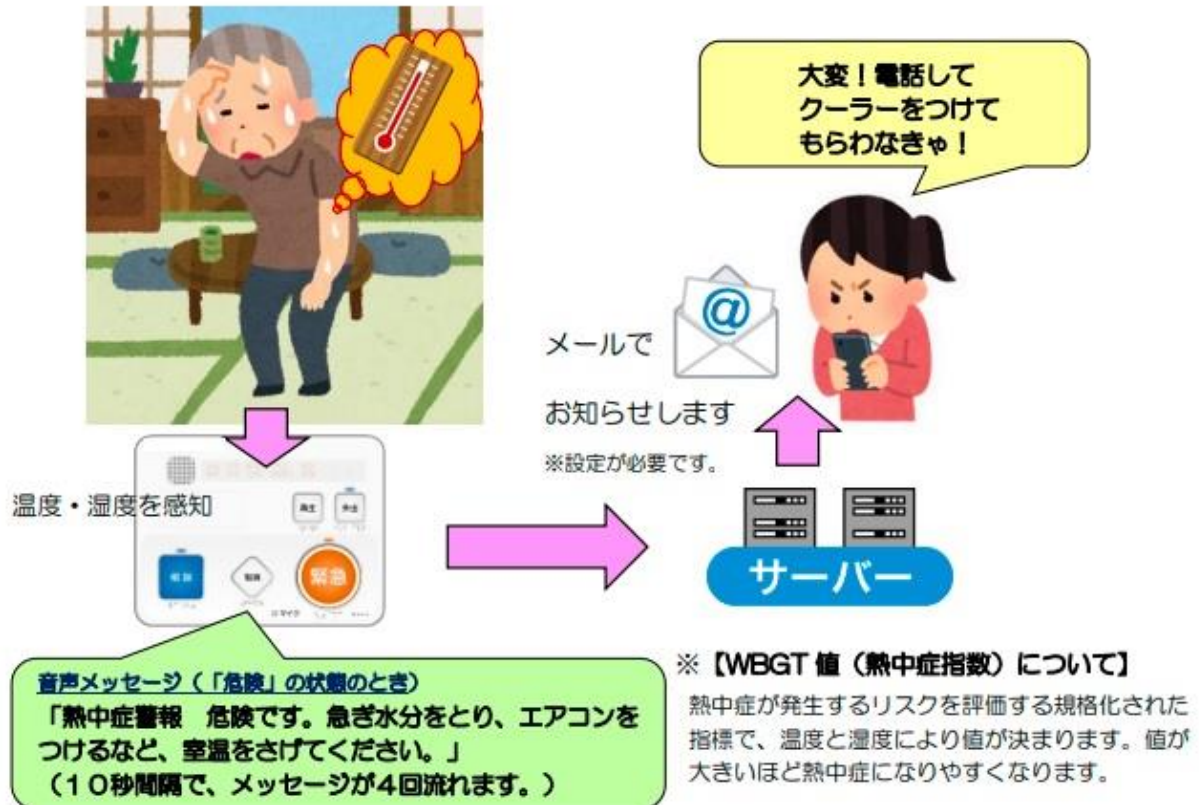 大変！電話して
クーラーをつけて
もらわなきゃ！
@
メールで
お知らせします
※設定が必要です。
温度・湿度を感知
緊急
サーバー
音声メッセージ（「危険」の状態のとき）
「熱中症警報　危険です。急ぎ水分をとり、エアコンを
つけるなど、室温をさげてください。」
（１０秒間隔で、メッセージが４回流れます。）
※【WBGT 値（熱中症指数）について】
熱中症が発生するリスクを評価する規格化された
指標で、温度と湿度により値が決まります。値が
大きいほど熱中症になりやすくなります。